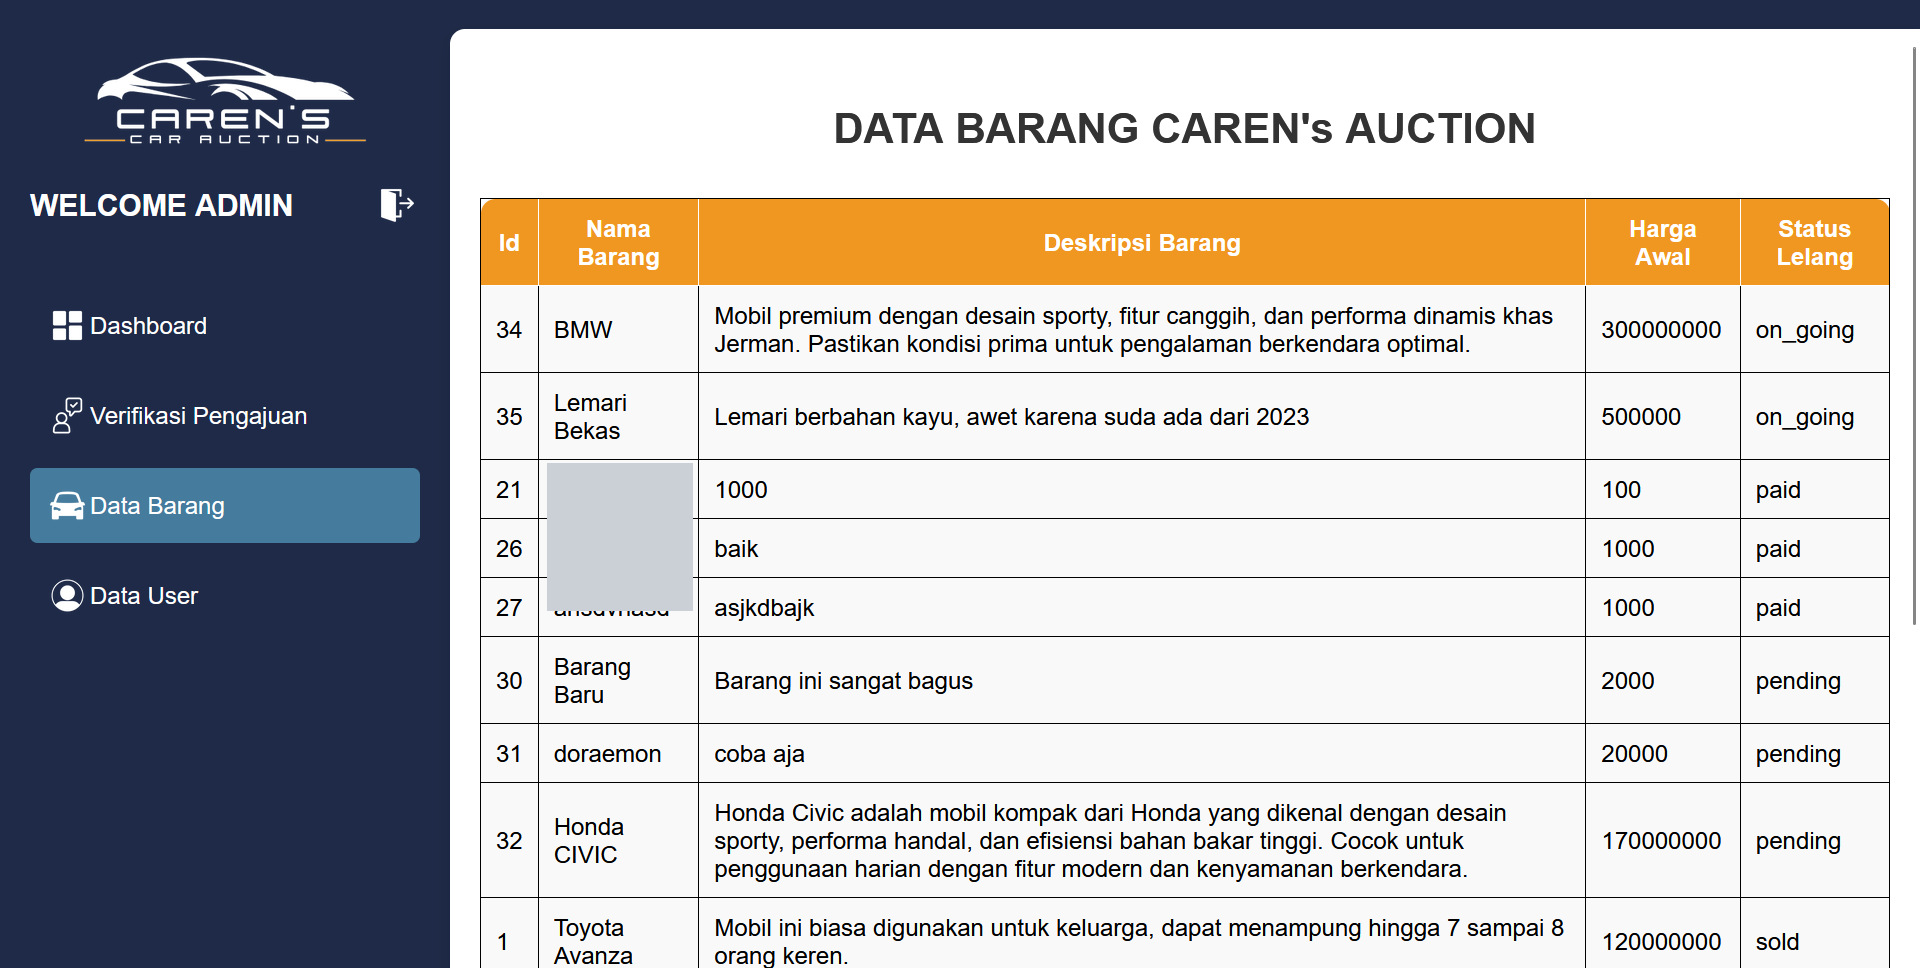 CAREN'S
CAR AUCTION
WELCOME ADMIN
Dashboard
Verifikasi Pengajuan
Data Barang
Data User
DATA BARANG CAREN's AUCTION
Id
Nama
Barang
Deskripsi Barang
Harga
Awal
Status
Lelang
34
BMW
Mobil premium dengan desain sporty, fitur canggih, dan performa dinamis khas
Jerman. Pastikan kondisi prima untuk pengalaman berkendara optimal.
300000000
on_going
35
Lemari
Bekas
Lemari berbahan kayu, awet karena suda ada dari 2023
500000
on_going
21
1000
100
paid
26
baik
1000
paid
27
asjkdbajk
1000
paid
30
Barang
Baru
Barang ini sangat bagus
2000
pending
31
doraemon
coba aja
20000
pending
32
Honda
CIVIC
Honda Civic adalah mobil kompak dari Honda yang dikenal dengan desain
sporty, performa handal, dan efisiensi bahan bakar tinggi. Cocok untuk
penggunaan harian dengan fitur modern dan kenyamanan berkendara.
170000000
pending
1
Toyota
Avanza
Mobil ini biasa digunakan untuk keluarga, dapat menampung hingga 7 sampai 8
orang keren.
120000000
sold